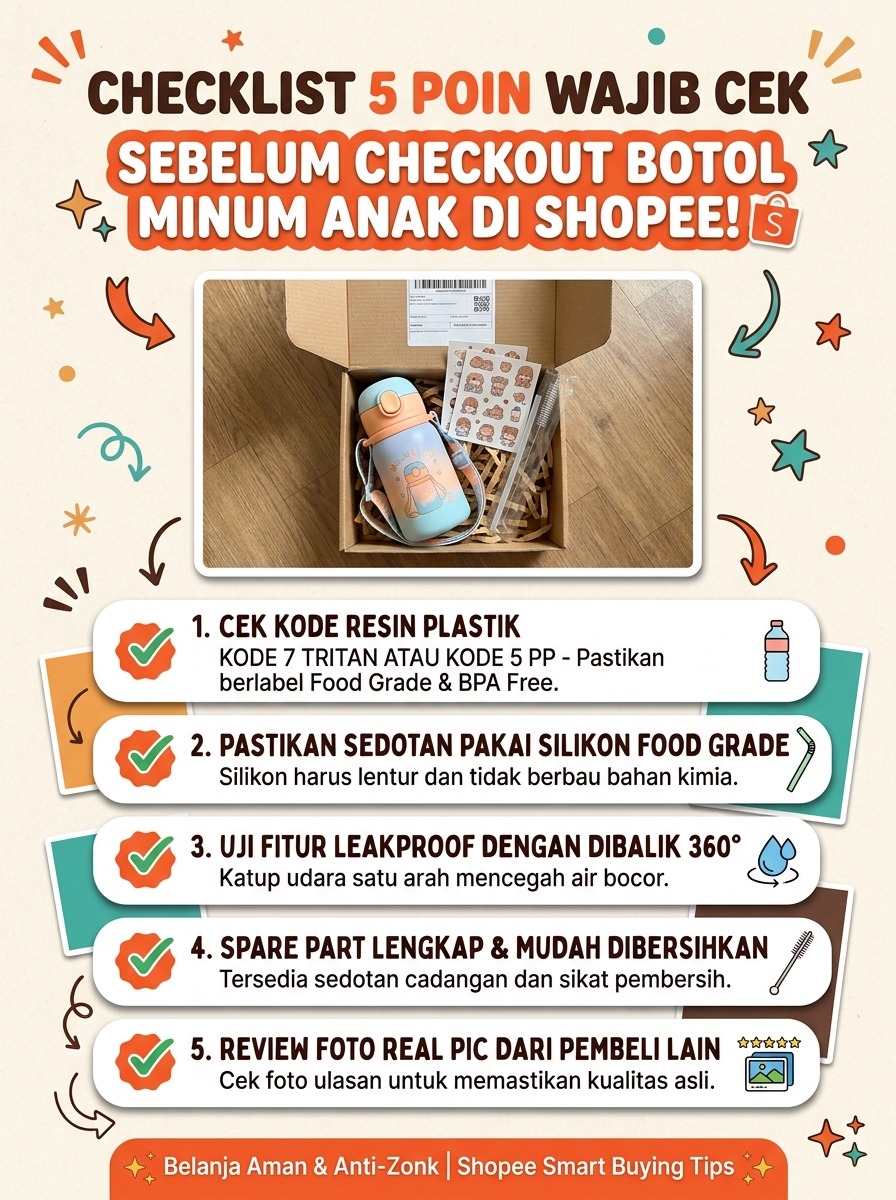 CHECKLIST 5 POIN WAJIB CEK
SEBELUM CHECKOUT BOTOL
MINUM ANAK DI SHOPEE!
S
1. CEK KODE RESIN PLASTIK
KODE 7 TRITAN ATAU KODE 5 PP - Pastikan
berlabel Food Grade & BPA Free.
2. PASTIKAN SEDOTAN PAKAI SILIKON FOOD GRADE
Silikon harus lentur dan tidak berbau bahan kimia.
3. UJI FITUR LEAKPROOF DENGAN DIBALIK 360°
Katup udara satu arah mencegah air bocor.
4. SPARE PART LENGKAP & MUDAH DIBERSIHKAN
Tersedia sedotan cadangan dan sikat pembersih.
5. REVIEW FOTO REAL PIC DARI PEMBELI LAIN
Cek foto ulasan untuk memastikan kualitas asli.
Belanja Aman & Anti-Zonk | Shopee Smart Buying Tips